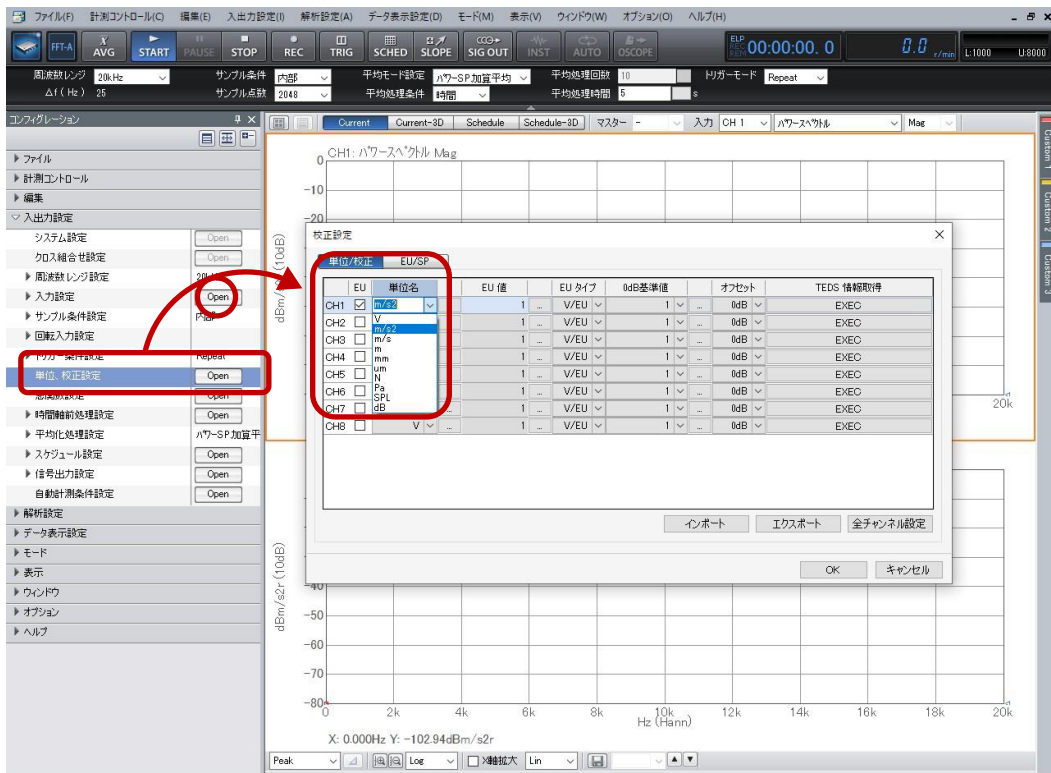 ファイル(F) 計測コントロール(C) 編集(E) 入出力設定(I) 解析設定(A) データ表示設定(D) モード(M) 表示(V) ウィンドウ(W) オプション(O) ヘルプ(H)
FFT-A AVG START PAUSE STOP REC TRIG SCHED SLOPE SIG OUT INST AUTO OSCOPE ELP REC REM 00:00:00. 0 0.0 r/min L:1000 U:8000
周波数レンジ 20kHz サンプル条件 内部 平均モード設定 パワーSP加算平均 平均処理回数 10 トリガーモード Repeat
Δf ( Hz ) 25 サンプル点数 2048 平均処理条件 時間 平均処理時間 5 s
コンフィグレーション
Current Current-3D Schedule Schedule-3D マスター - 入力 CH 1 パワースペクトル Mag
Custom 1
Custom 2
Custom 3
ファイル
計測コントロール
編集
入出力設定
システム設定 Open
クロス組合せ設定 Open
周波数レンジ設定
入力設定 Open
サンプル条件設定 内部
回転入力設定
トリガー条件設定 Repeat
単位、校正設定 Open
Open
時間軸前処理設定 Open
平均化処理設定 パワーSP加算平
スケジュール設定 Open
信号出力設定 Open
自動計測条件設定 Open
解析設定
データ表示設定
モード
表示
ウィンドウ
オプション
ヘルプ
CH1: パワースペクトル Mag
0
-10
-20
20k
校正設定
単位/校正 EU/SP
EU 単位名 EU 値 EU タイプ 0dB基準値 オフセット TEDS 情報取得
CH1 m/s2 1 ... V/EU 1 ... 0dB EXEC
CH2 1 ... V/EU 1 ... 0dB EXEC
CH3 1 ... V/EU 1 ... 0dB EXEC
CH4 1 ... V/EU 1 ... 0dB EXEC
CH5 1 ... V/EU 1 ... 0dB EXEC
CH6 1 ... V/EU 1 ... 0dB EXEC
CH7 ... 1 ... V/EU 1 ... 0dB EXEC
CH8 V ... 1 ... V/EU 1 ... 0dB EXEC
V
m/s2
m/s
m
mm
um
N
Pa
SPL
dB
インポート エクスポート 全チャンネル設定
OK キャンセル
dBm/s2r (10dB)
-40
-50
-60
-70
-80
0 2k 4k 6k 8k 10k 12k 14k 16k 18k 20k
Hz (Hann)
X: 0.000Hz Y: -102.94dBm/s2r
Peak Log X軸拡大 Lin